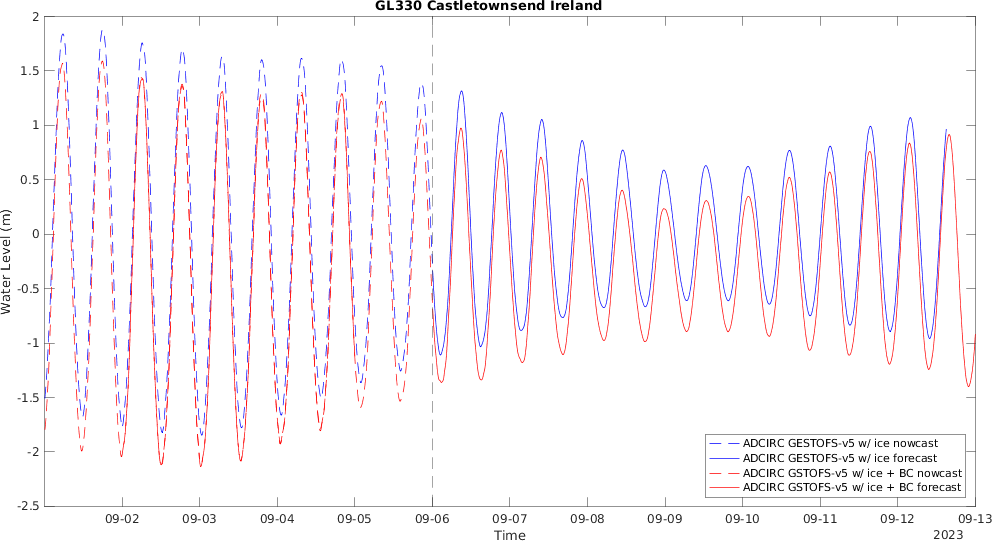 GL330 Castletownsend Ireland
2
1.5
1
0.5
0
-0.5
-1
-1.5
-2
-2.5
Water Level (m)
ADCIRC GESTOFS-v5 w/ ice nowcast
ADCIRC GESTOFS-v5 w/ ice forecast
ADCIRC GSTOFS-v5 w/ ice + BC nowcast
ADCIRC GSTOFS-v5 w/ ice + BC forecast
09-02 09-03 09-04 09-05 09-06 09-07 09-08 09-09 09-10 09-11 09-12 09-13
Time
2023